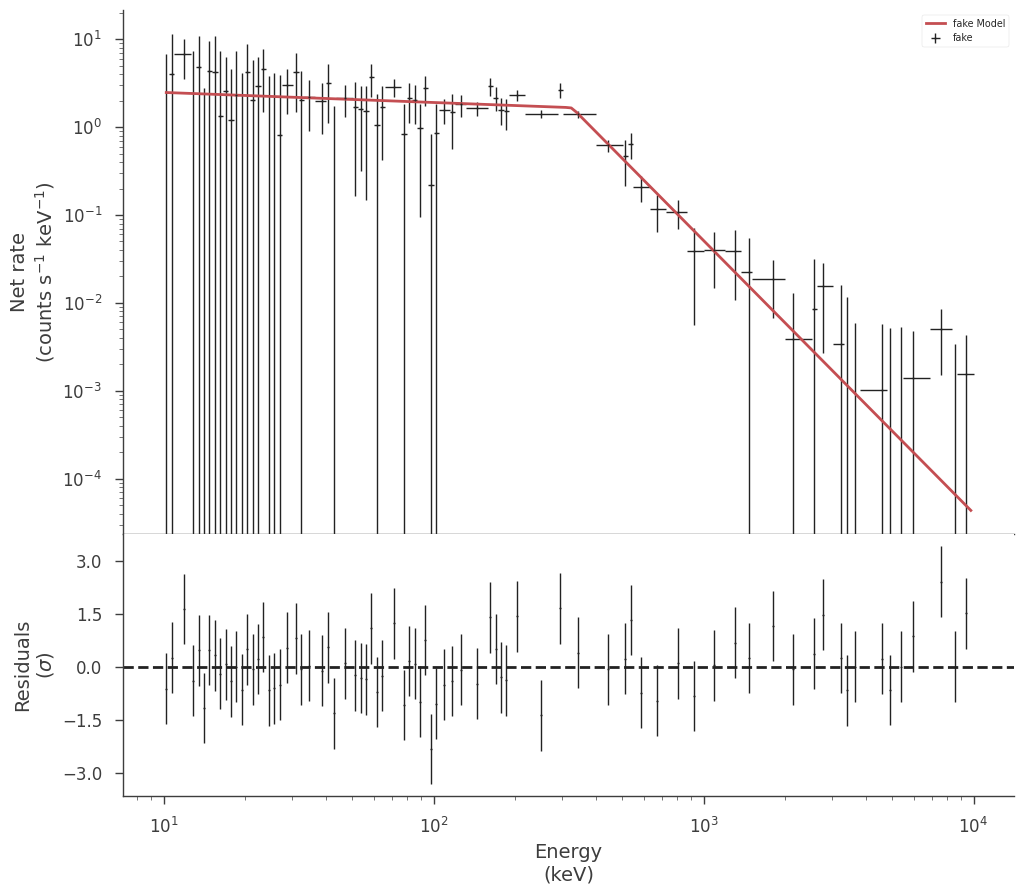 fake Model
fake
10¹
10⁰
10⁻¹
10⁻²
10⁻³
10⁻⁴
Net rate
(counts s⁻¹ keV⁻¹)
3.0
1.5
0.0
−1.5
−3.0
Residuals
(σ)
10¹
10²
10³
10⁴
Energy
(keV)